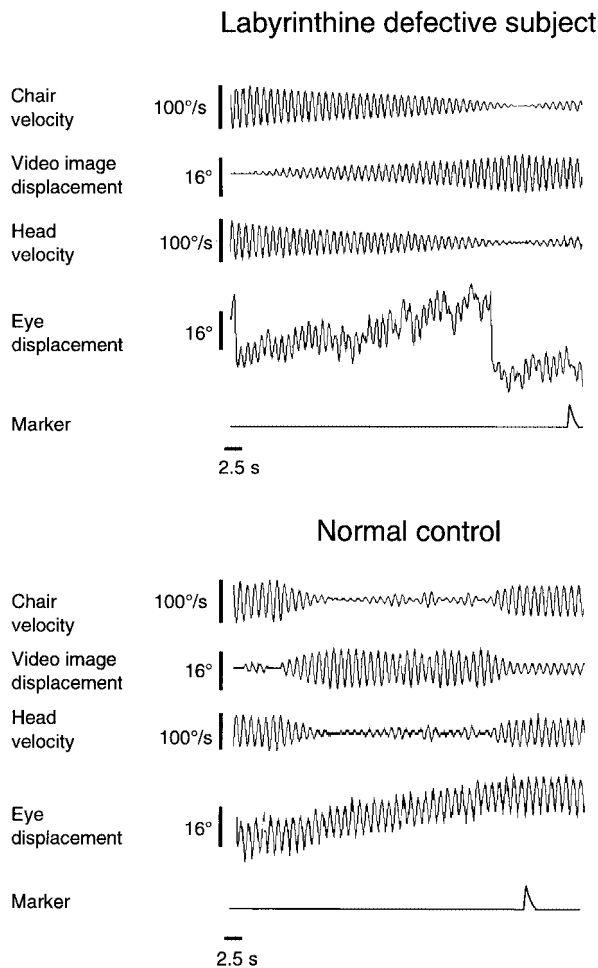 Labyrinthine defective subject
Chair
velocity
100°/s
Video image
displacement
16°
Head
velocity
100°/s
Eye
displacement
16°
Marker
2.5 s
Normal control
Chair
velocity
100°/s
Video image
displacement
16°
Head
velocity
100°/s
Eye
displacement
16°
Marker
2.5 s